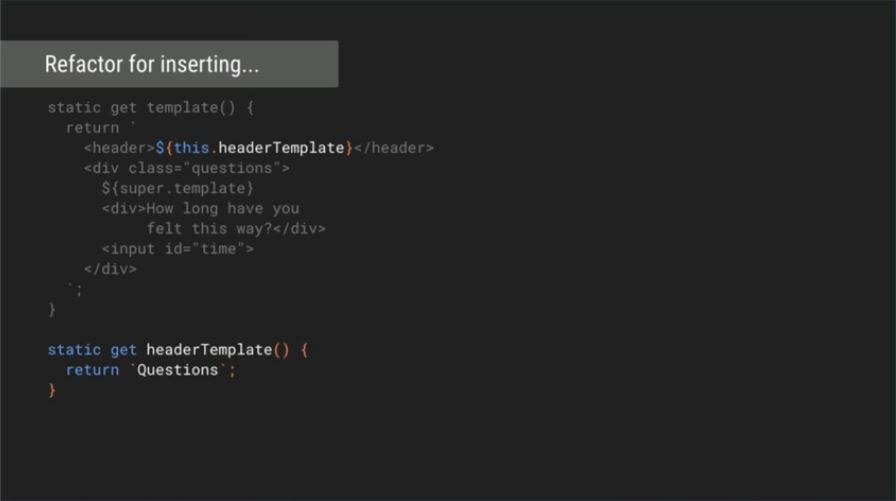 Refactor for inserting...
static get template() {
  return `
    <header>${this.headerTemplate}</header>
    <div class="questions">
      ${super.template}
      <div>How long have you
           felt this way?</div>
      <input id="time">
    </div>
  `;
}
static get headerTemplate() {
  return `Questions`;
}